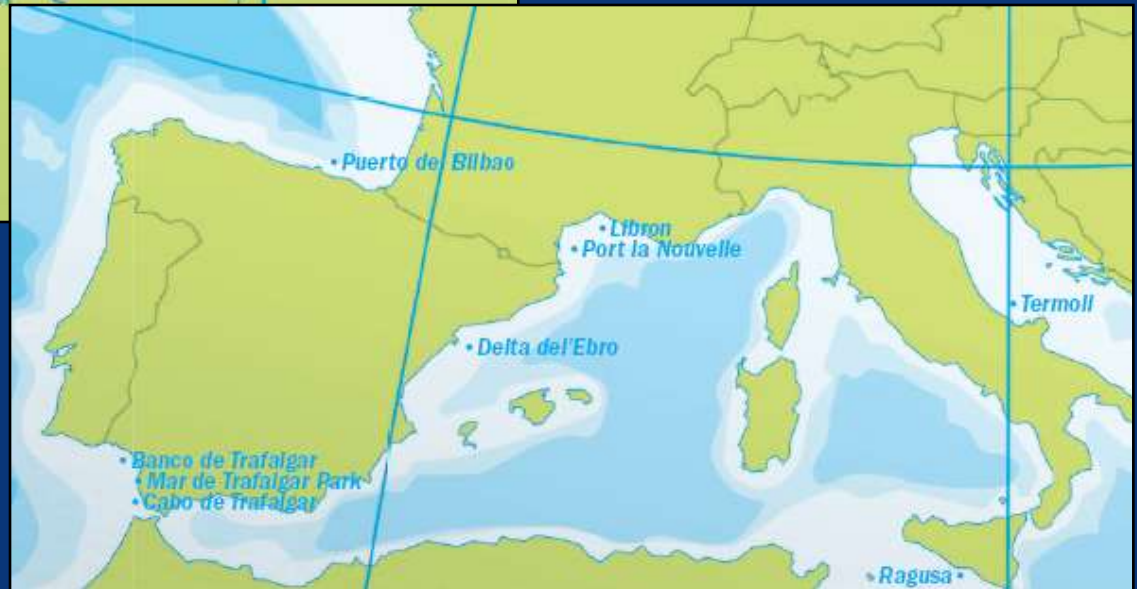 Puerto de Bilbao
Libron
Port la Nouvelle
Termoli
Delta del'Ebro
Banco de Trafalgar
Mar de Trafalgar Park
Cabo de Trafalgar
Ragusa